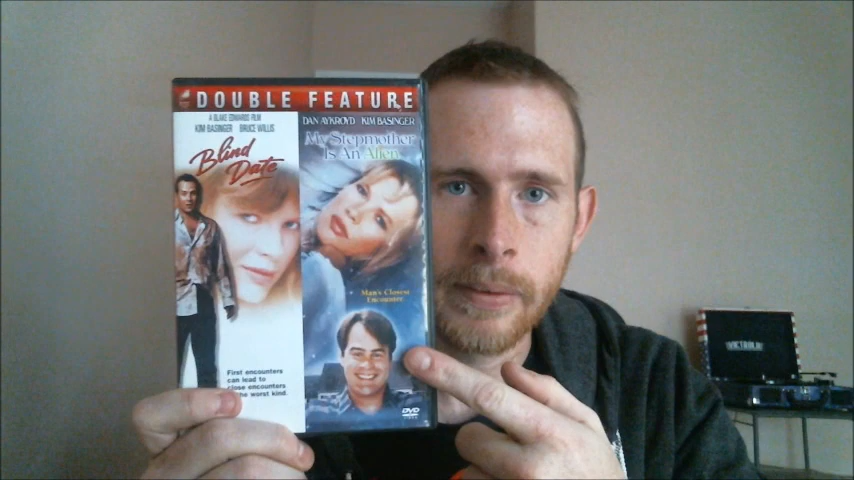 DOUBLE FEATURE
A BLAKE EDWARDS FILM
KIM BASINGER BRUCE WILLIS
Blind
Date
First encounters
can lead to
close encounters
the worst kind.
DAN AYKROYD KIM BASINGER
My Stepmother
Is An Alien
Man's Closest
Encounter
DVD
VICTROLA